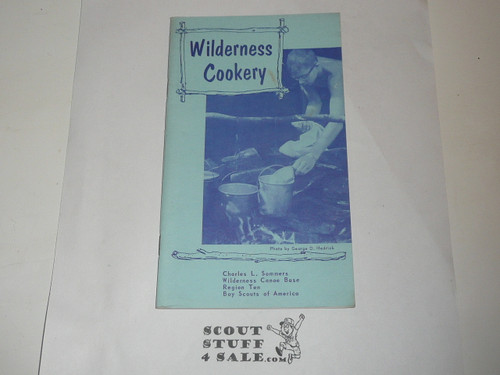 Wilderness
Cookery
Photo by George D. Hedrick
Charles L. Sommers
Wilderness Canoe Base
Region Ten
Boy Scouts of America
SCOUT
STUFF
4 SALE.COM